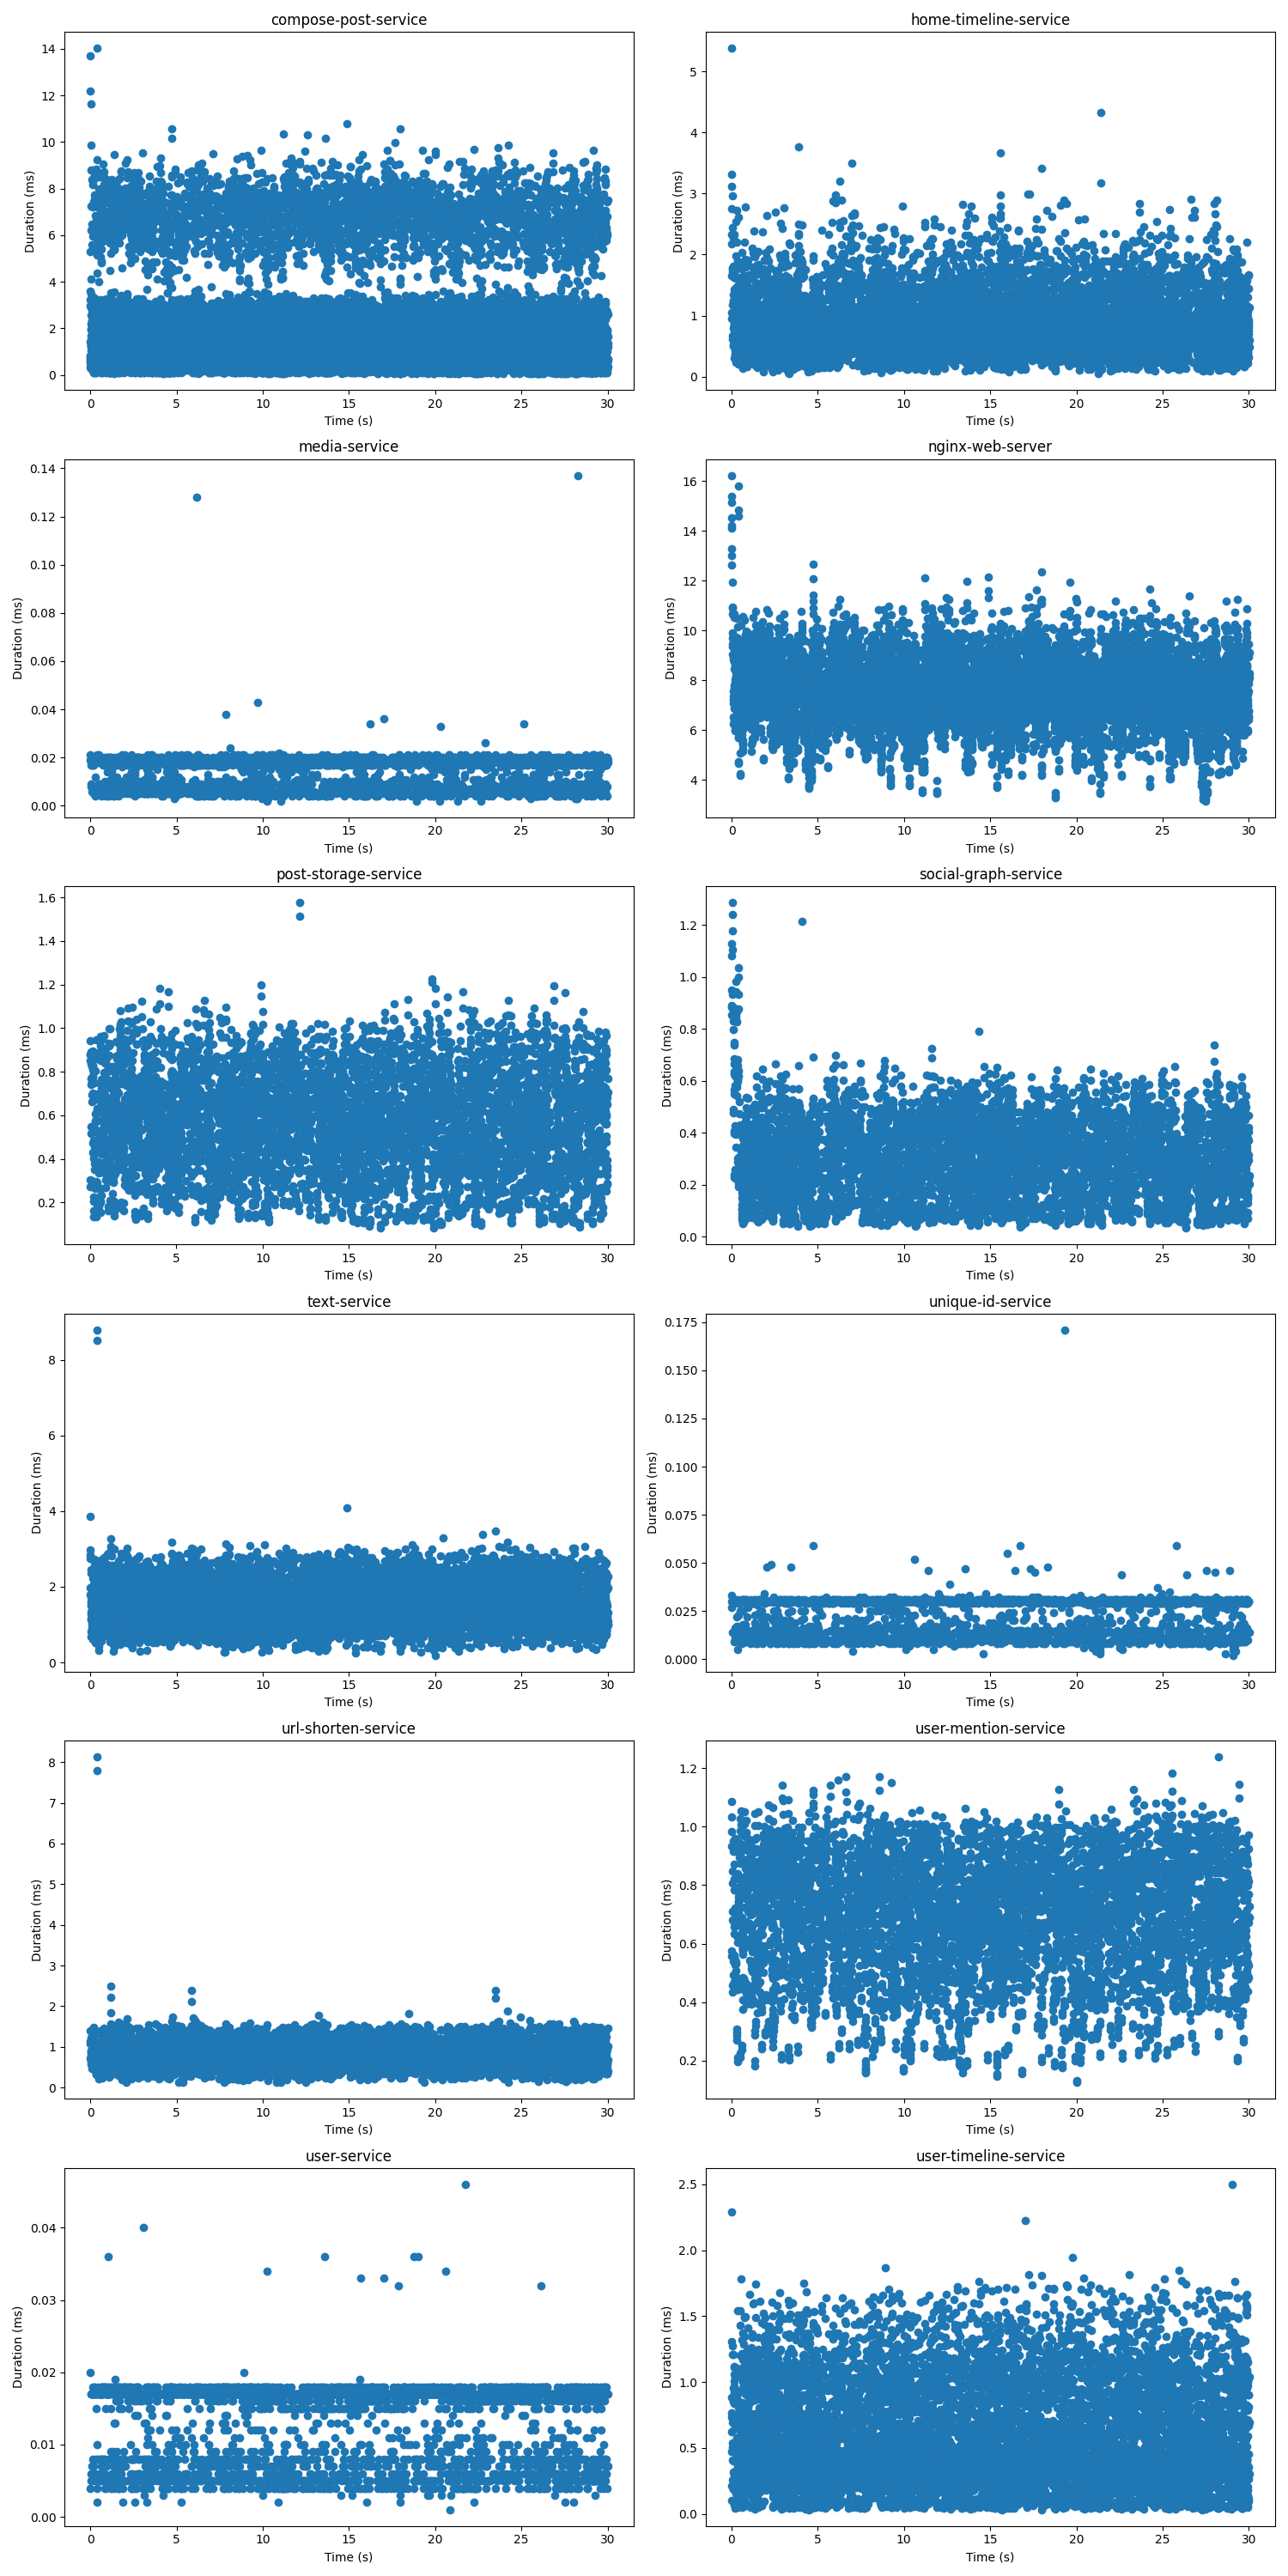 compose-post-service
14
12
10
8
6
4
2
0
Duration (ms)
0 5 10 15 20 25 30
Time (s)
home-timeline-service
5
4
3
2
1
0
Duration (ms)
0 5 10 15 20 25 30
Time (s)
media-service
0.14
0.12
0.10
0.08
0.06
0.04
0.02
0.00
Duration (ms)
0 5 10 15 20 25 30
Time (s)
nginx-web-server
16
14
12
10
8
6
4
Duration (ms)
0 5 10 15 20 25 30
Time (s)
post-storage-service
1.6
1.4
1.2
1.0
0.8
0.6
0.4
0.2
Duration (ms)
0 5 10 15 20 25 30
Time (s)
social-graph-service
1.2
1.0
0.8
0.6
0.4
0.2
0.0
Duration (ms)
0 5 10 15 20 25 30
Time (s)
text-service
8
6
4
2
0
Duration (ms)
0 5 10 15 20 25 30
Time (s)
unique-id-service
0.175
0.150
0.125
0.100
0.075
0.050
0.025
0.000
Duration (ms)
0 5 10 15 20 25 30
Time (s)
url-shorten-service
8
7
6
5
4
3
2
1
0
Duration (ms)
0 5 10 15 20 25 30
Time (s)
user-mention-service
1.2
1.0
0.8
0.6
0.4
0.2
Duration (ms)
0 5 10 15 20 25 30
Time (s)
user-service
0.04
0.03
0.02
0.01
0.00
Duration (ms)
0 5 10 15 20 25 30
Time (s)
user-timeline-service
2.5
2.0
1.5
1.0
0.5
0.0
Duration (ms)
0 5 10 15 20 25 30
Time (s)